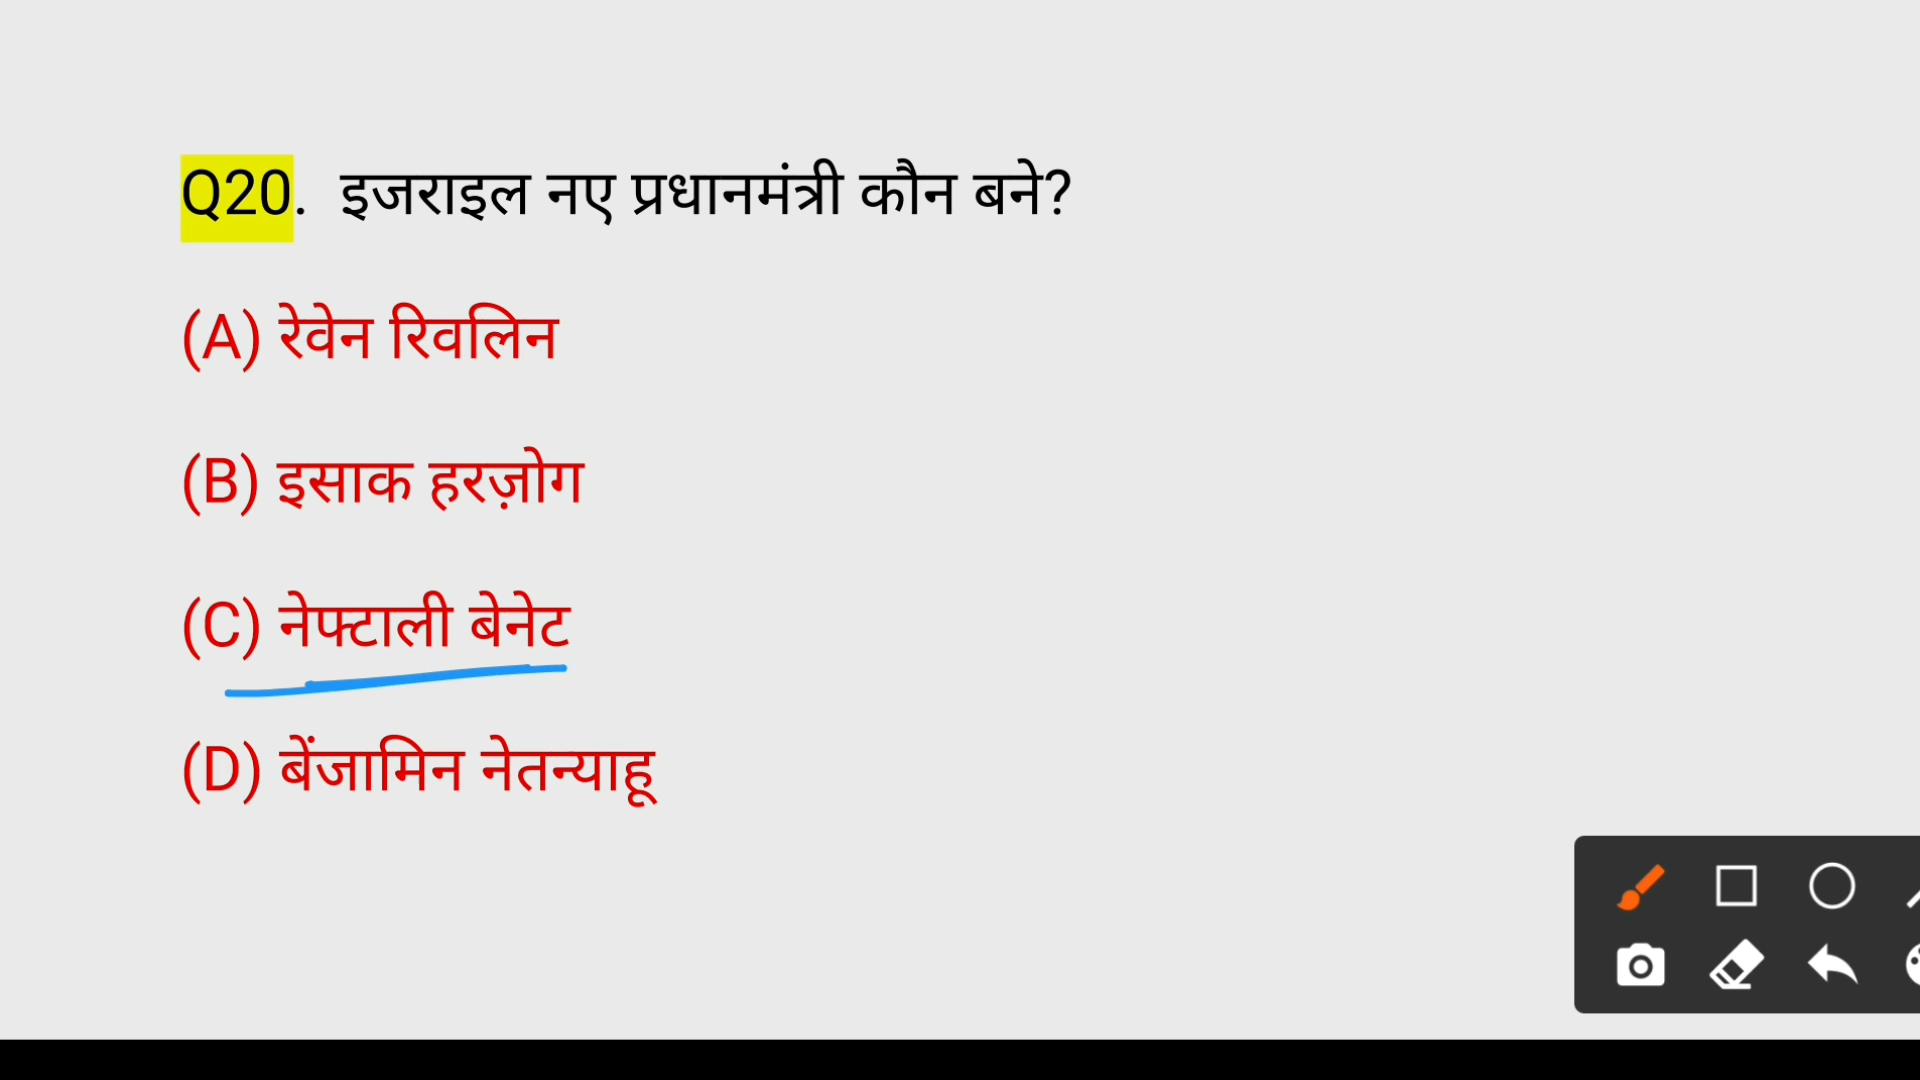 Q20. इजराइल नए प्रधानमंत्री कौन बने?
(A) रेवेन रिवलिन
(B) इसाक हरज़ोग
(C) नेफ्टाली बेनेट
(D) बेंजामिन नेतन्याहू